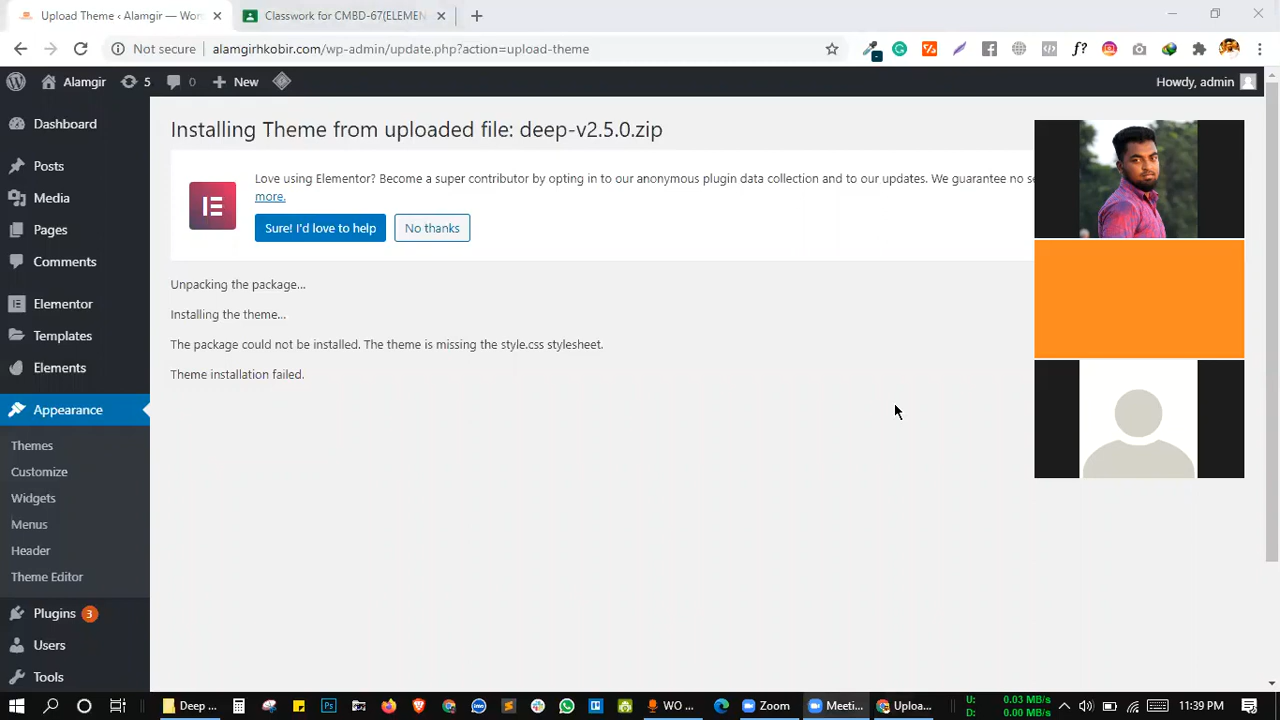 Upload Theme ‹ Alamgir — Wor
Classwork for CMBD-67(ELEMEN
Not secure
alamgirhkobir.com/wp-admin/update.php?action=upload-theme
f?
Alamgir
5
0
New
Howdy, admin
Dashboard
Posts
Media
Pages
Comments
Elementor
Templates
Elements
Appearance
Themes
Customize
Widgets
Menus
Header
Theme Editor
Plugins 3
Users
Tools
Installing Theme from uploaded file: deep-v2.5.0.zip
Love using Elementor? Become a super contributor by opting in to our anonymous plugin data collection and to our updates. We guarantee no se
more.
Sure! I'd love to help
No thanks
Unpacking the package...
Installing the theme...
The package could not be installed. The theme is missing the style.css stylesheet.
Theme installation failed.
Deep ...
Ps
WO ...
Zoom
Meeti...
Uploa...
U: 0.03 MB/s
D: 0.00 MB/s
11:39 PM